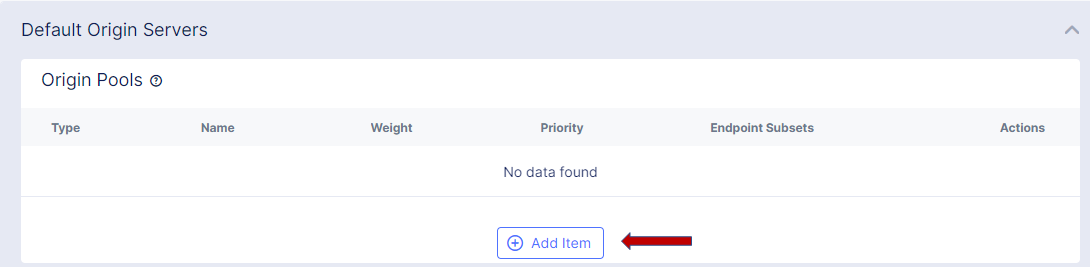 Default Origin Servers
Origin Pools
Type Name Weight Priority Endpoint Subsets Actions
No data found
Add Item